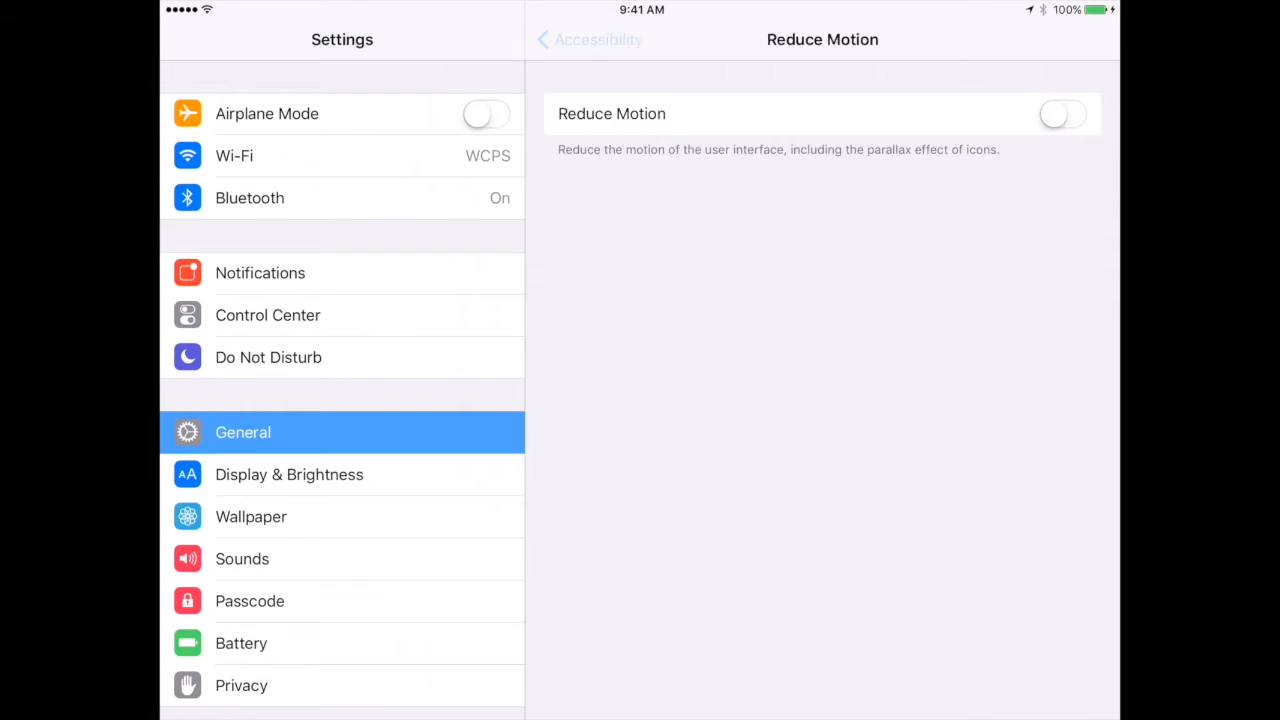 9:41 AM
100%
Settings
Accessibility
Reduce Motion
Airplane Mode
Wi-Fi
WCPS
Bluetooth
On
Notifications
Control Center
Do Not Disturb
General
AA
Display & Brightness
Wallpaper
Sounds
Passcode
Battery
Privacy
Reduce Motion
Reduce the motion of the user interface, including the parallax effect of icons.